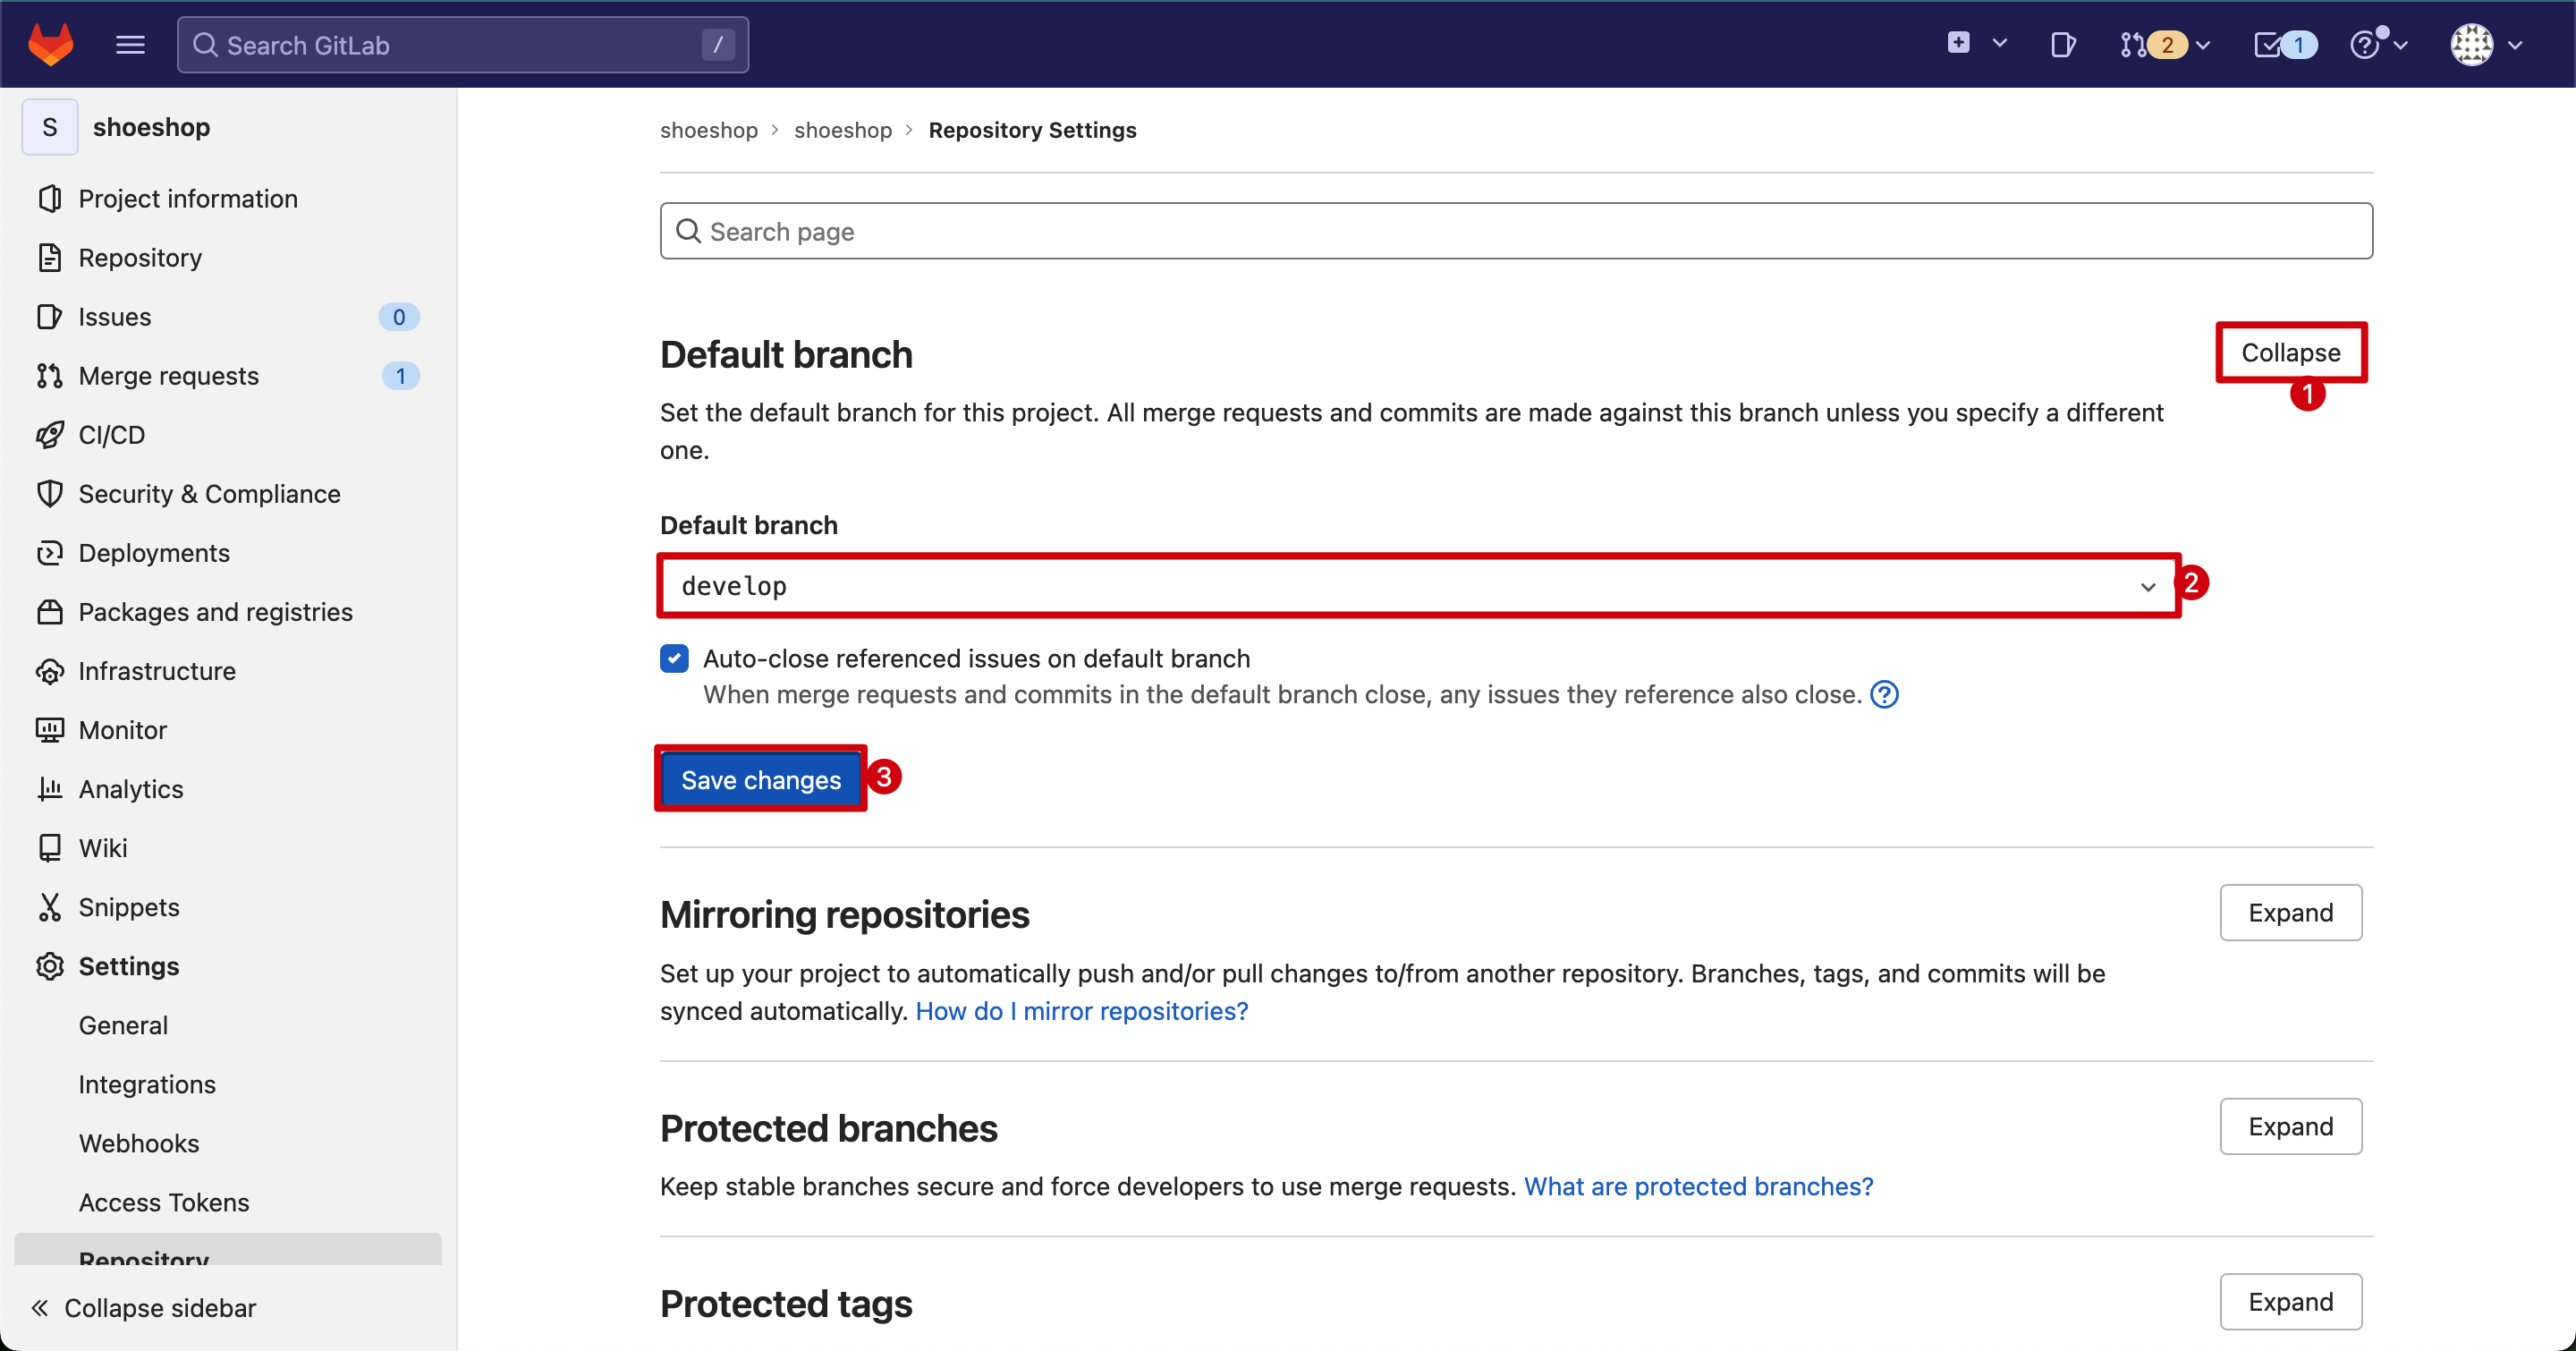 Search GitLab
/
2
1
S
shoeshop
Project information
Repository
Issues
0
Merge requests
1
CI/CD
Security & Compliance
Deployments
Packages and registries
Infrastructure
Monitor
Analytics
Wiki
Snippets
Settings
General
Integrations
Webhooks
Access Tokens
Repository
Collapse sidebar
shoeshop > shoeshop > Repository Settings
Search page
Default branch
Collapse
1
Set the default branch for this project. All merge requests and commits are made against this branch unless you specify a different
one.
Default branch
develop
2
Auto-close referenced issues on default branch
When merge requests and commits in the default branch close, any issues they reference also close.
Save changes
3
Mirroring repositories
Expand
Set up your project to automatically push and/or pull changes to/from another repository. Branches, tags, and commits will be
synced automatically. How do I mirror repositories?
Protected branches
Expand
Keep stable branches secure and force developers to use merge requests. What are protected branches?
Protected tags
Expand